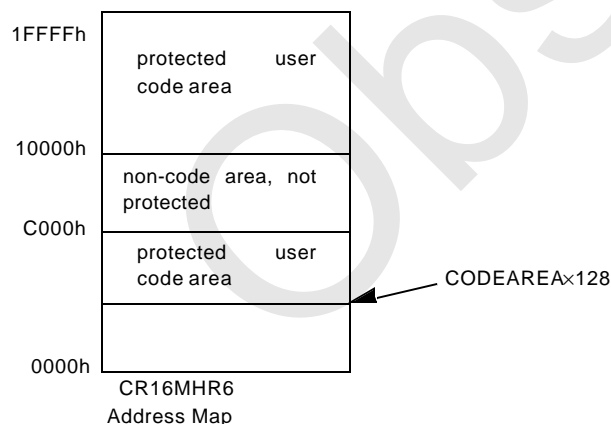 1FFFFh
protected user
code area
10000h
non-code area, not
protected
C000h
protected user
code area
CODEAREA×128
0000h
CR16MHR6
Address Map